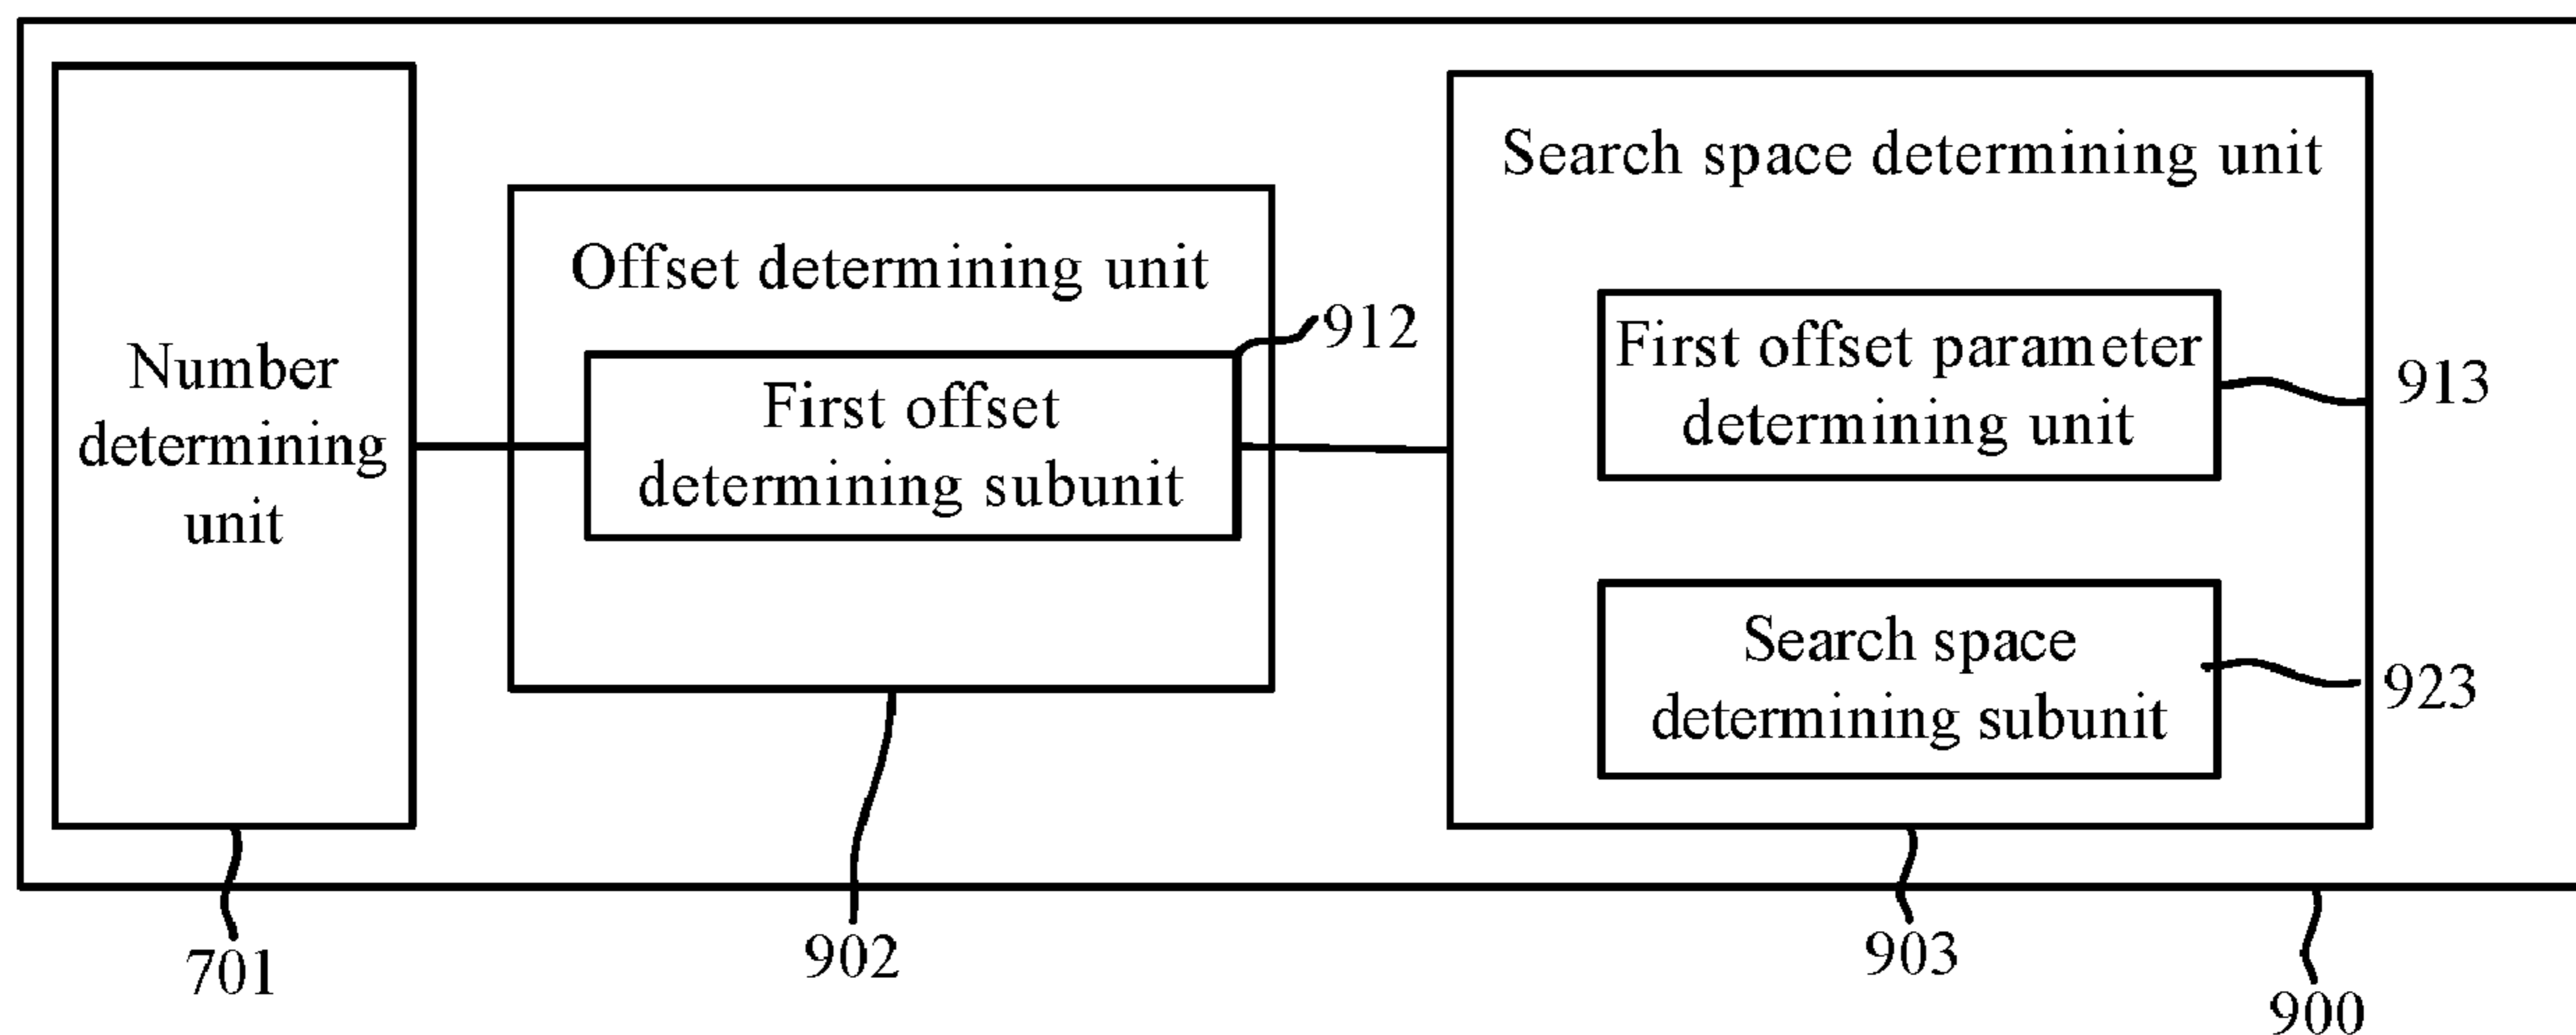 Number
determining
unit
Offset determining unit
912
First offset
determining subunit
Search space determining unit
First offset parameter
determining unit
913
Search space
determining subunit
923
701
902
903
900